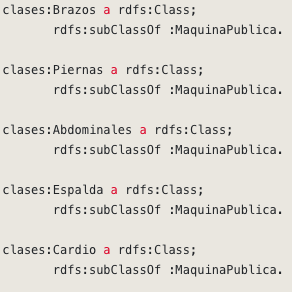 clases:Brazos a rdfs:Class;
rdfs:subClassOf :MaquinaPublica.
clases:Piernas a rdfs:Class;
rdfs:subClassOf :MaquinaPublica.
clases:Abdominales a rdfs:Class;
rdfs:subClassOf :MaquinaPublica.
clases:Espalda a rdfs:Class;
rdfs:subClassOf :MaquinaPublica.
clases:Cardio a rdfs:Class;
rdfs:subClassOf :MaquinaPublica.